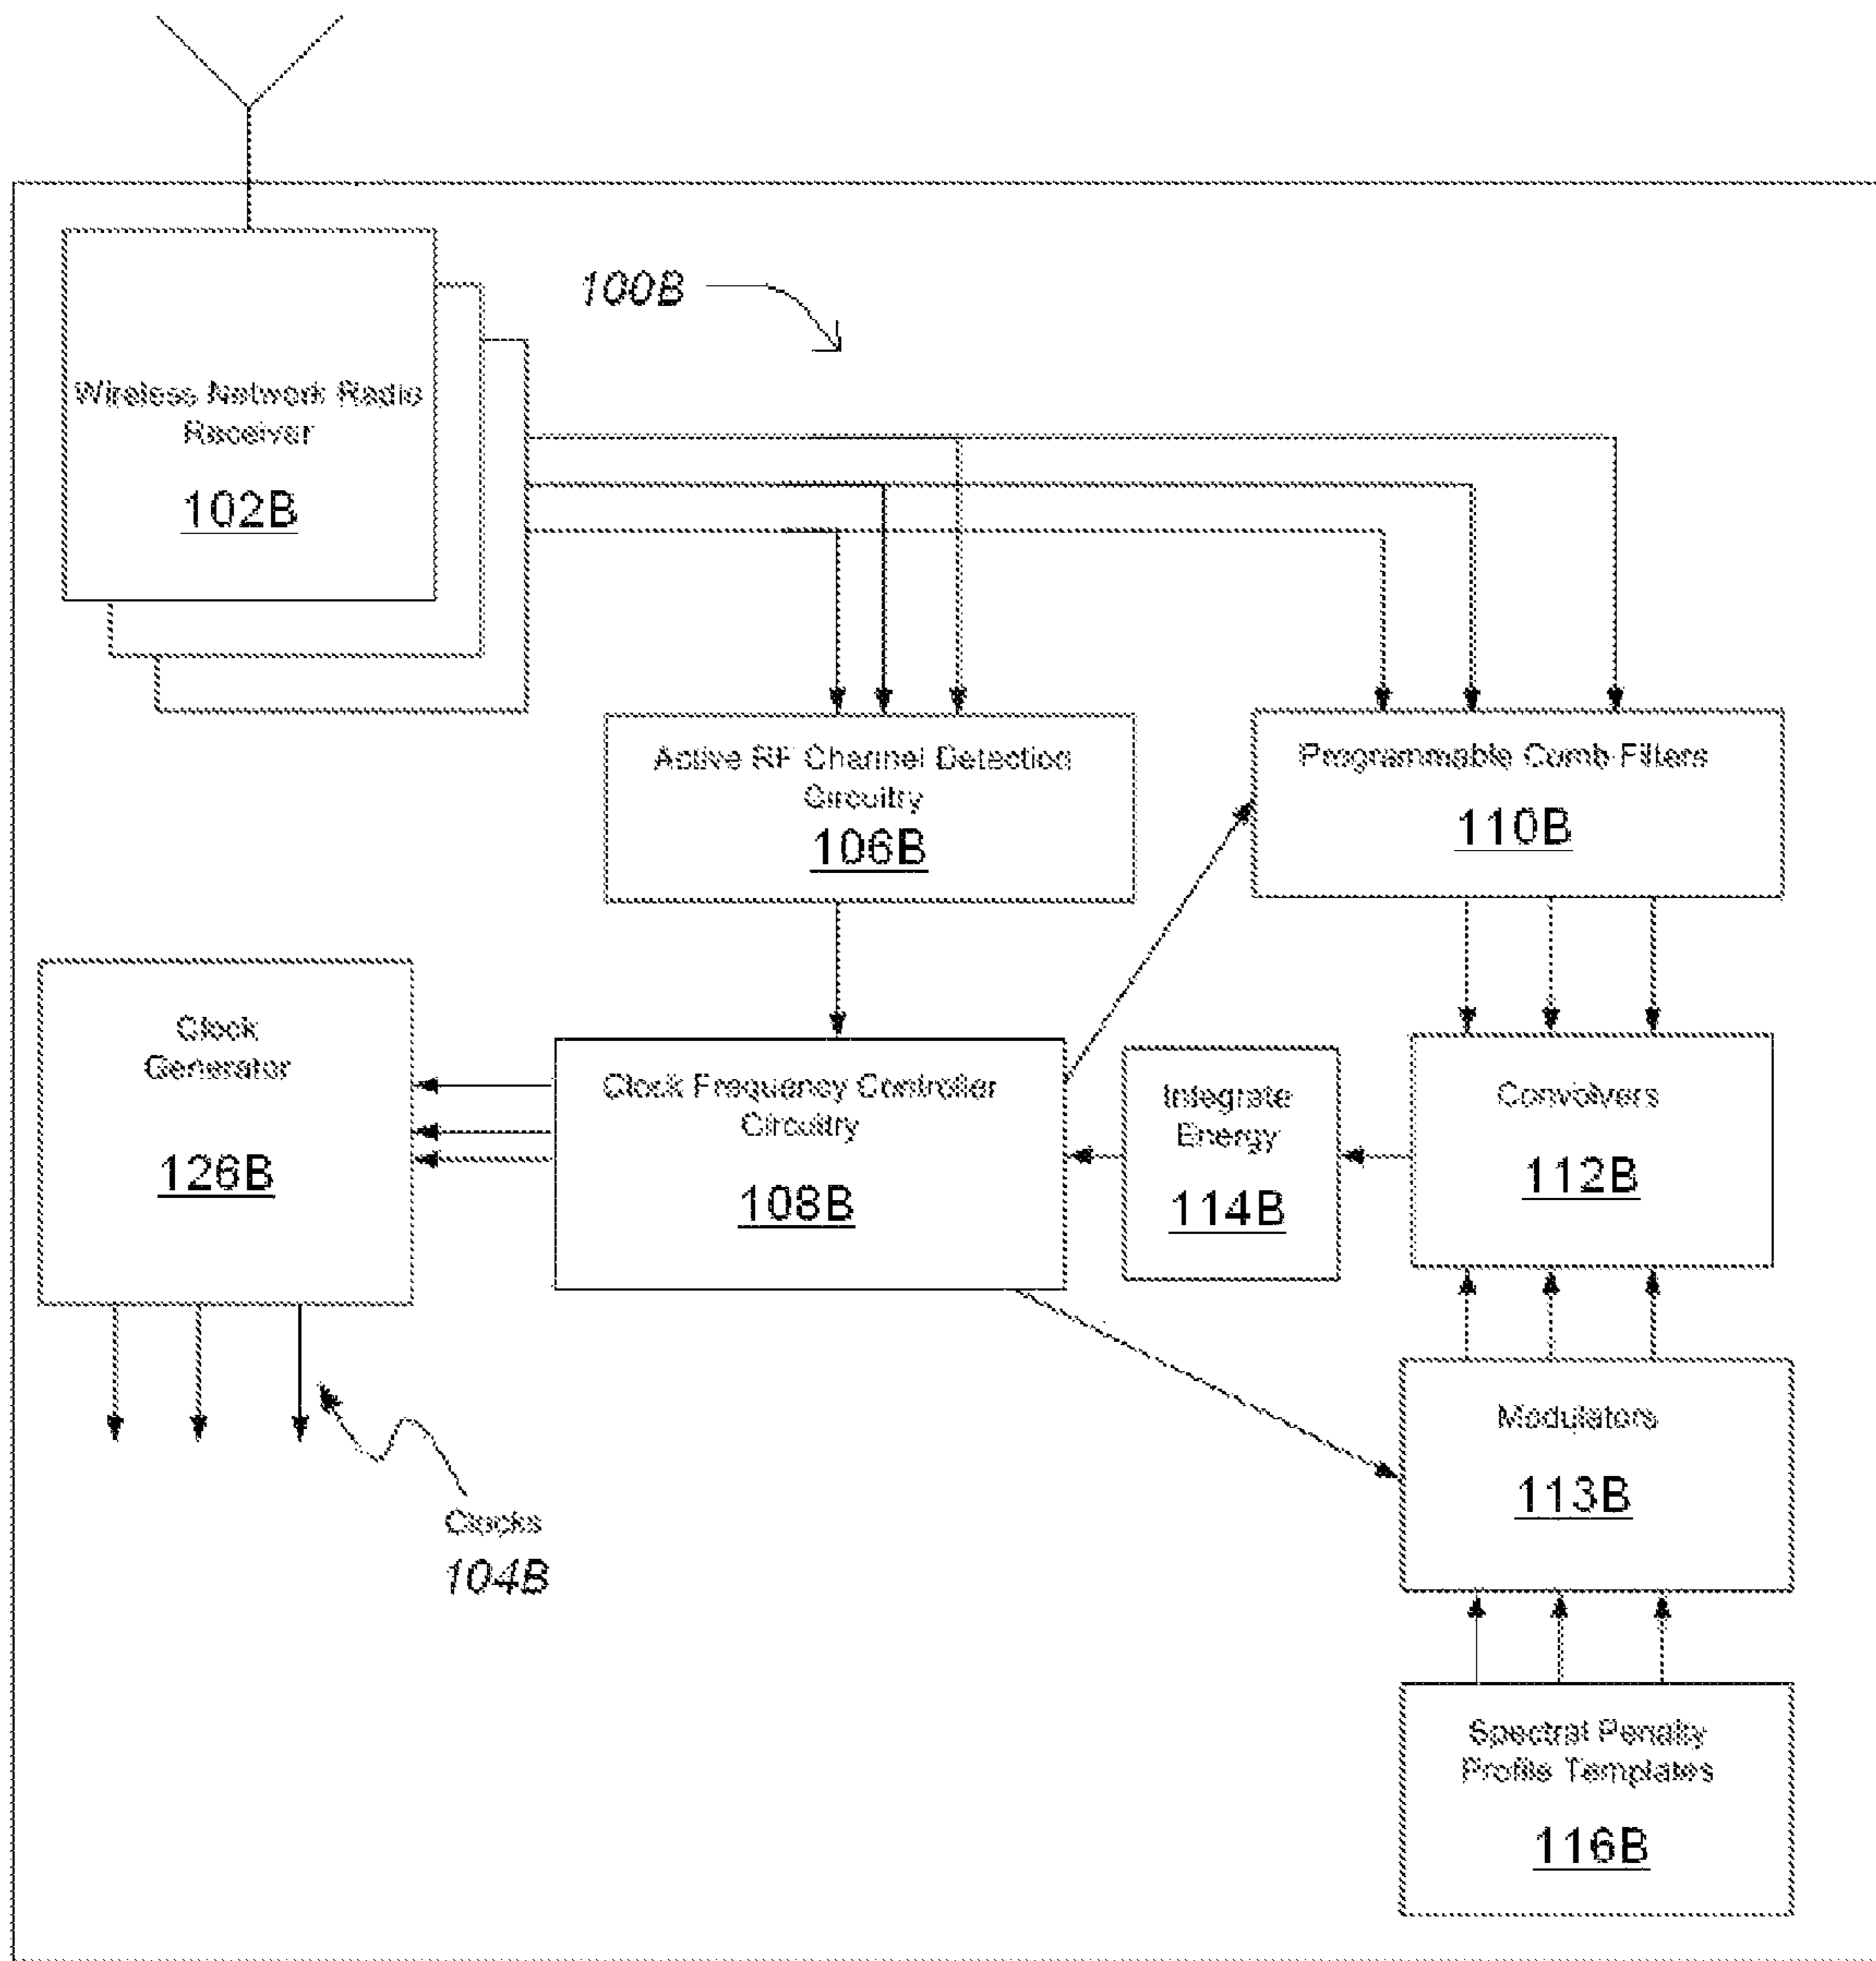 100B
Wireless Network Radio
Receiver
102B
Active RF Channel Detection
Circuitry
106B
Programmable Comb Filters
110B
Clock
Generator
126B
Clock Frequency Controller
Circuitry
108B
Integrate
Energy
114B
Convolvers
112B
Modulators
113B
Clocks
104B
Spectral Penalty
Profile Templates
116B